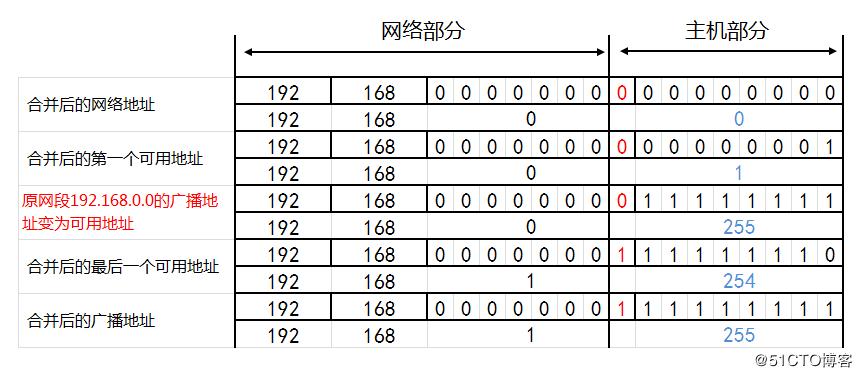 网络部分 主机部分
合并后的网络地址 192 168 0 0 0 0 0 0 0 0 0 0 0 0 0 0 0 0
192 168 0 0
合并后的第一个可用地址 192 168 0 0 0 0 0 0 0 0 0 0 0 0 0 0 0 1
192 168 0 1
原网段192.168.0.0的广播地 192 168 0 0 0 0 0 0 0 0 1 1 1 1 1 1 1 1
址变为可用地址 192 168 0 255
合并后的最后一个可用地址 192 168 0 0 0 0 0 0 0 1 1 1 1 1 1 1 1 0
192 168 1 254
合并后的广播地址 192 168 0 0 0 0 0 0 0 1 1 1 1 1 1 1 1 1
192 168 1 255
@51CTO博客